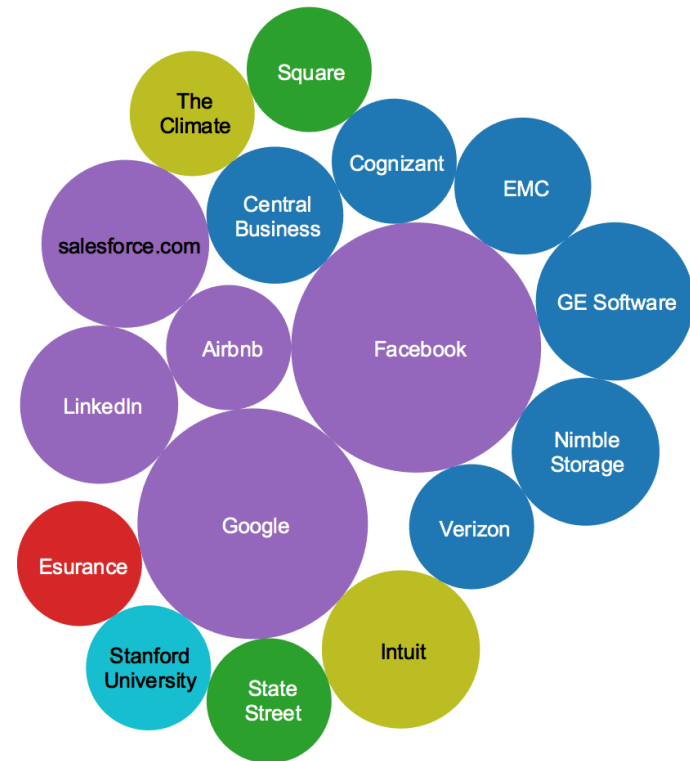 Square
The
Climate
Cognizant
EMC
Central
Business
salesforce.com
GE Software
Airbnb
Facebook
LinkedIn
Nimble
Storage
Google
Verizon
Esurance
Intuit
Stanford
University
State
Street